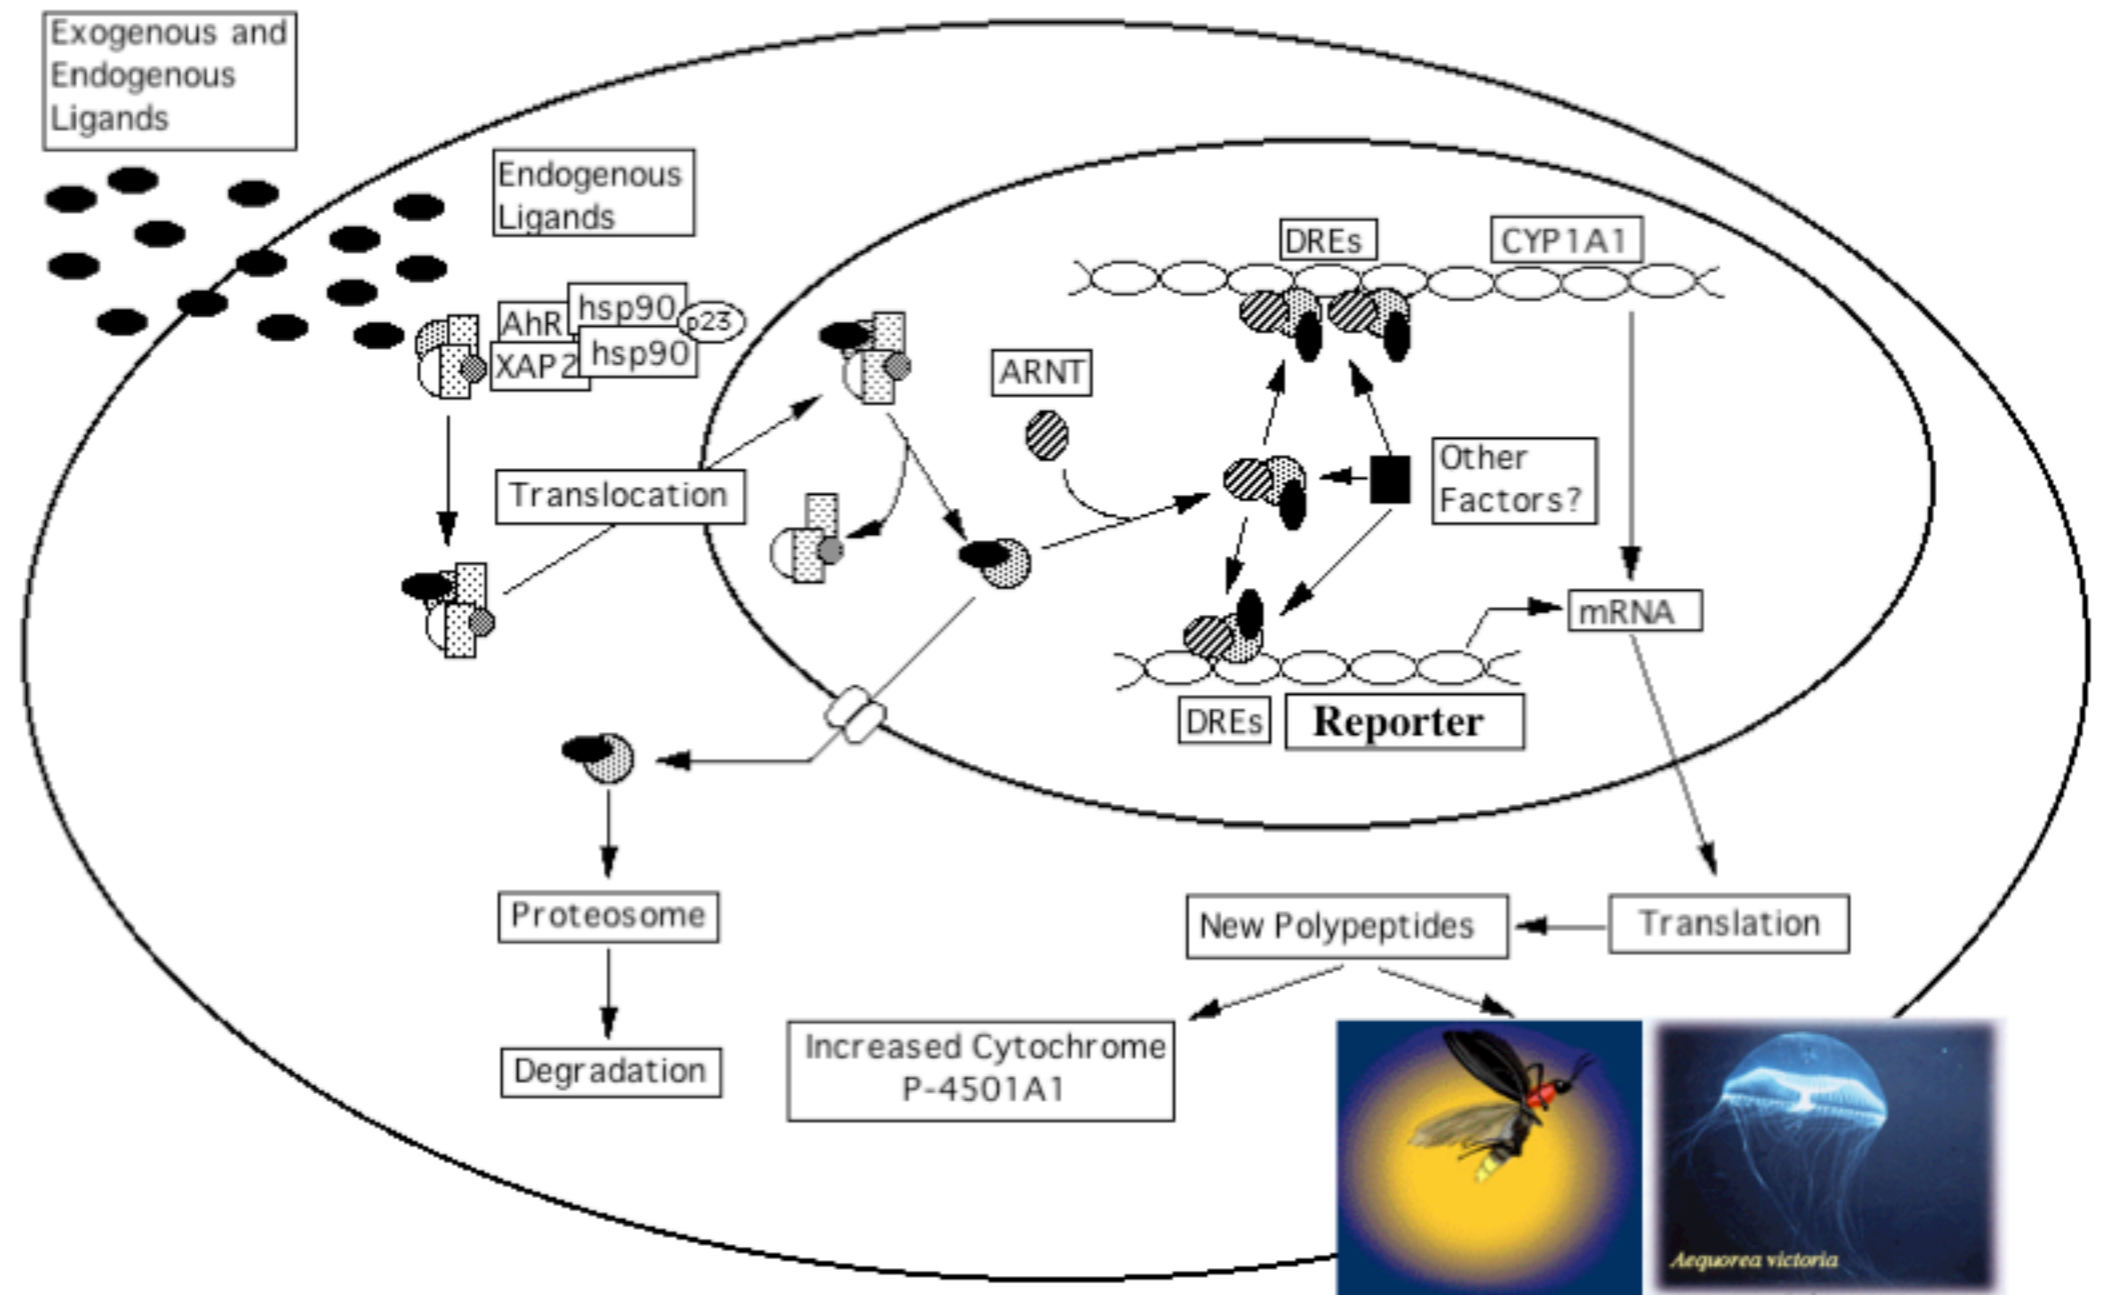 Exogenous and
Endogenous
Ligands
Endogenous
Ligands
AhR
hsp90
p23
XAP2
hsp90
Translocation
ARNT
DREs
CYP1A1
Other
Factors?
mRNA
DREs
Reporter
Proteosome
Degradation
New Polypeptides
Translation
Increased Cytochrome
P-4501A1
Aequorea victoria